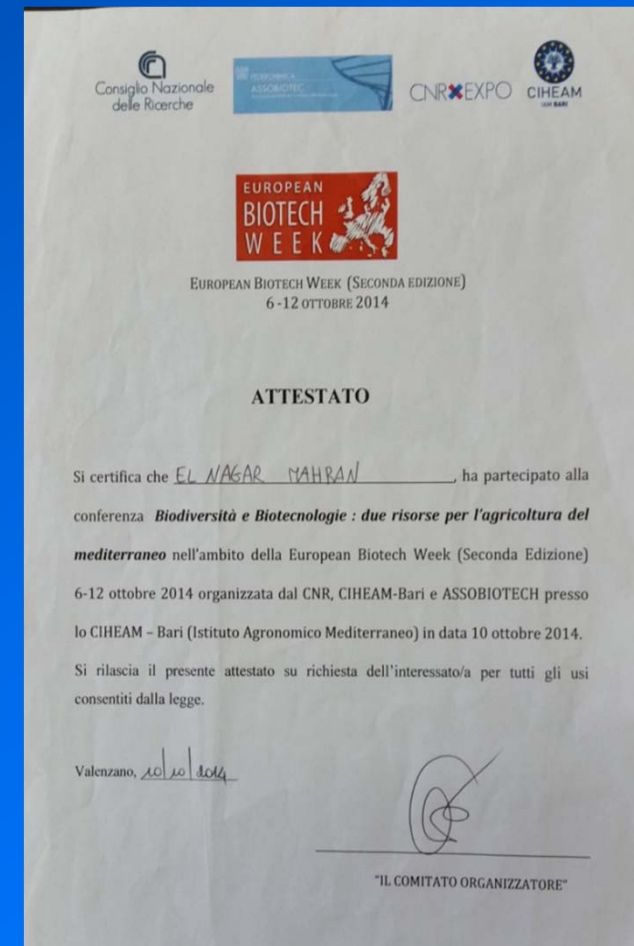 Consiglio Nazionale
delle Ricerche
ASSOBIOTEC
CNR EXPO
CIHEAM
IAM BARI
EUROPEAN
BIOTECH
WEEK
EUROPEAN BIOTECH WEEK (SECONDA EDIZIONE)
6-12 OTTOBRE 2014
ATTESTATO
Si certifica che EL NAGAR MAHRAN, ha partecipato alla
conferenza Biodiversità e Biotecnologie : due risorse per l'agricoltura del
mediterraneo nell'ambito della European Biotech Week (Seconda Edizione)
6-12 ottobre 2014 organizzata dal CNR, CIHEAM-Bari e ASSOBIOTECH presso
lo CIHEAM – Bari (Istituto Agronomico Mediterraneo) in data 10 ottobre 2014.
Si rilascia il presente attestato su richiesta dell'interessato/a per tutti gli usi
consentiti dalla legge.
Valenzano, 10/10/2014
"IL COMITATO ORGANIZZATORE"